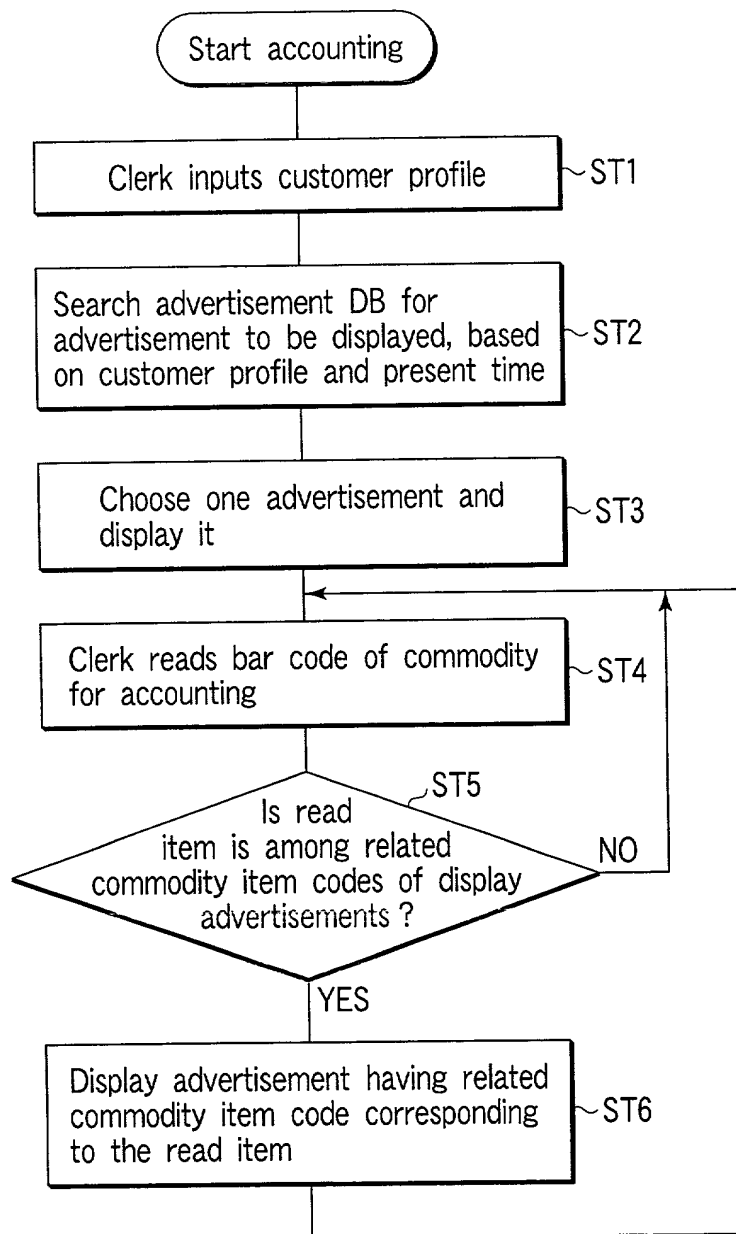 Start accounting
Clerk inputs customer profile
ST1
Search advertisement DB for
advertisement to be displayed, based
on customer profile and present time
ST2
Choose one advertisement and
display it
ST3
Clerk reads bar code of commodity
for accounting
ST4
ST5
Is read
item is among related
commodity item codes of display
advertisements ?
NO
YES
Display advertisement having related
commodity item code corresponding
to the read item
ST6